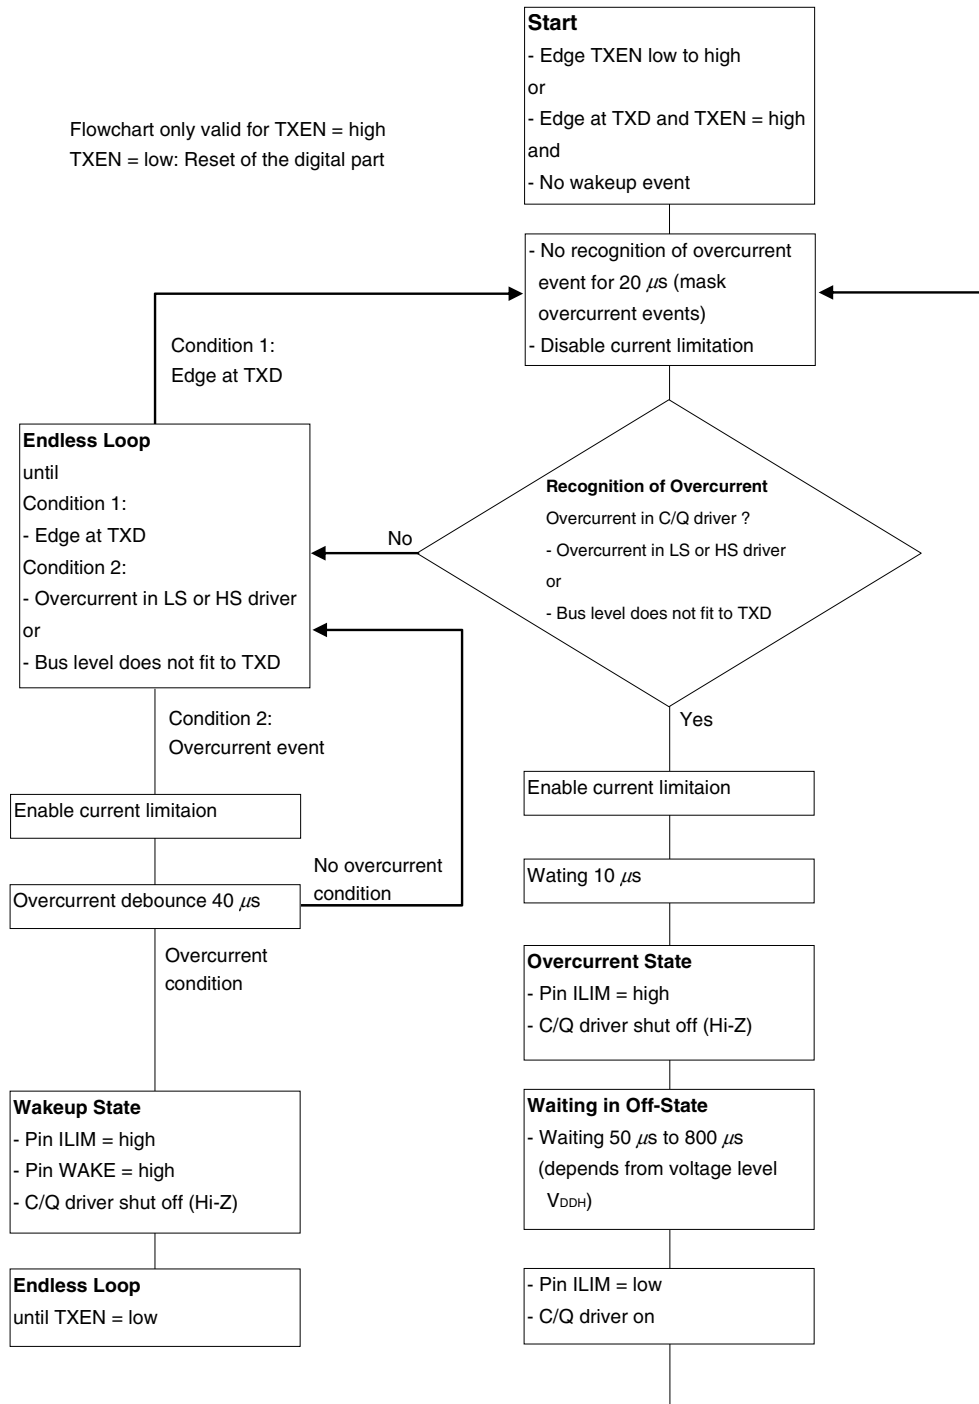 Start
- Edge TXEN low to high
or
- Edge at TXD and TXEN = high
and
- No wakeup event
Flowchart only valid for TXEN = high
TXEN = low: Reset of the digital part
- No recognition of overcurrent
event for 20 µs (mask
overcurrent events)
- Disable current limitation
Condition 1:
Edge at TXD
Endless Loop
until
Condition 1:
- Edge at TXD
Condition 2:
- Overcurrent in LS or HS driver
or
- Bus level does not fit to TXD
No
Recognition of Overcurrent
Overcurrent in C/Q driver ?
- Overcurrent in LS or HS driver
or
- Bus level does not fit to TXD
Yes
Condition 2:
Overcurrent event
Enable current limitaion
Overcurrent debounce 40 µs
No overcurrent
condition
Overcurrent
condition
Wakeup State
- Pin ILIM = high
- Pin WAKE = high
- C/Q driver shut off (Hi-Z)
Endless Loop
until TXEN = low
Enable current limitaion
Wating 10 µs
Overcurrent State
- Pin ILIM = high
- C/Q driver shut off (Hi-Z)
Waiting in Off-State
- Waiting 50 µs to 800 µs
(depends from voltage level
VDDH)
- Pin ILIM = low
- C/Q driver on